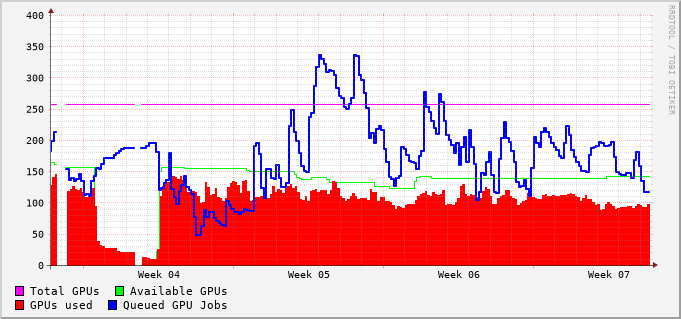 400
350
300
250
200
150
100
50
0
Week 04 Week 05 Week 06 Week 07
Total GPUs Available GPUs
GPUs used Queued GPU Jobs
RRDTOOL / TOBI OETIKER